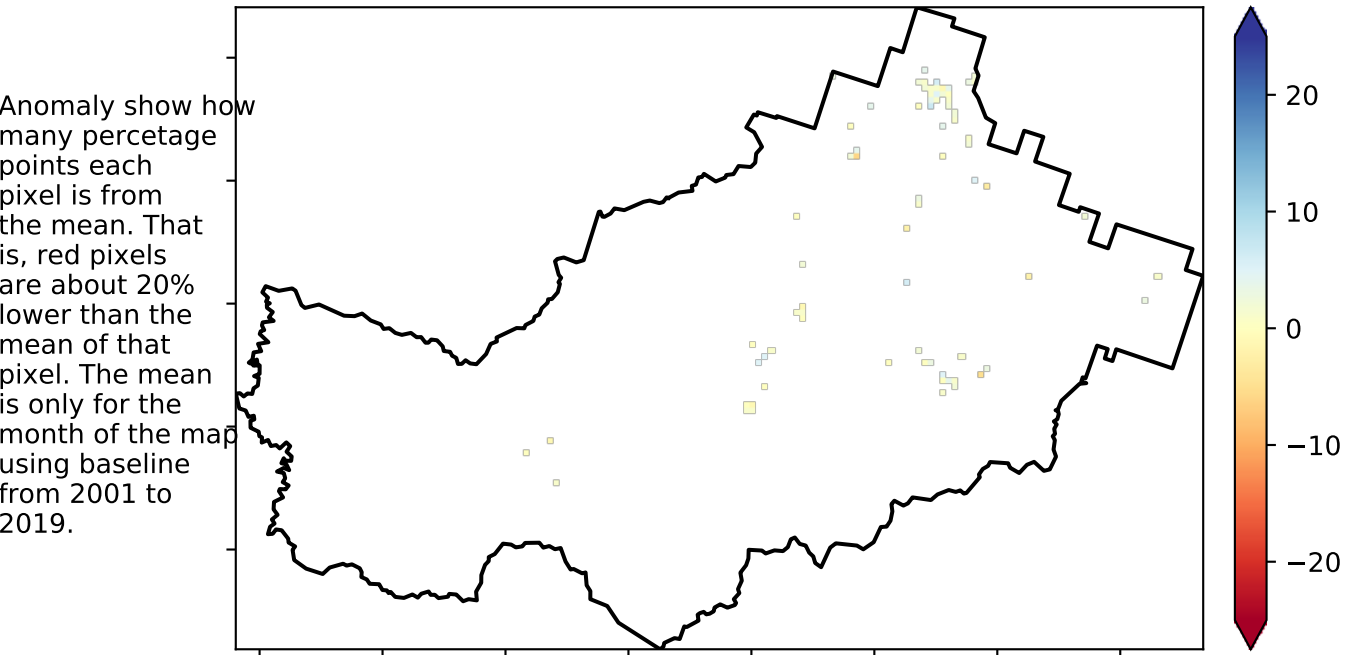 Anomaly show how
many percetage
points each
pixel is from
the mean. That
is, red pixels
are about 20%
lower than the
mean of that
pixel. The mean
is only for the
month of the map
using baseline
from 2001 to
2019.
20
10
0
−10
−20